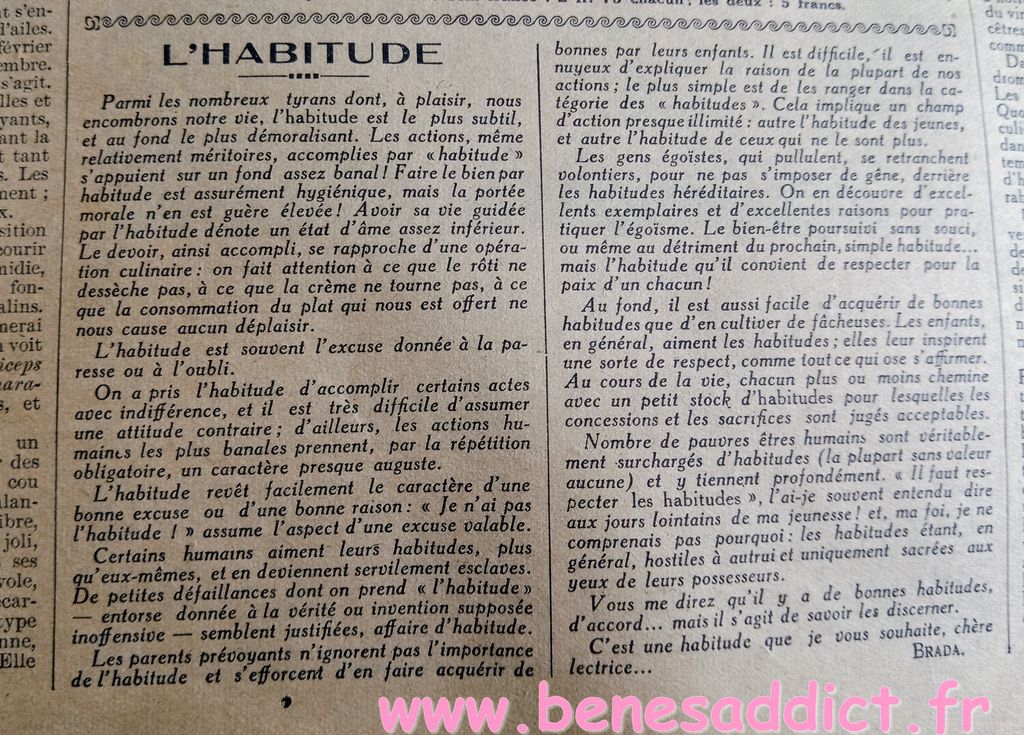 chacun; les deux : 5 francs.
L'HABITUDE
Parmi les nombreux tyrans dont, à plaisir, nous
encombrons notre vie, l'habitude est le plus subtil,
et au fond le plus démoralisant. Les actions, même
relativement méritoires, accomplies par « habitude »
s'appuient sur un fond assez banal ! Faire le bien par
habitude est assurément hygiénique, mais la portée
morale n'en est guère élevée ! Avoir sa vie guidée
par l'habitude dénote un état d'âme assez inférieur.
Le devoir, ainsi accompli, se rapproche d'une opéra-
tion culinaire : on fait attention à ce que le rôti ne
dessèche pas, à ce que la crème ne tourne pas, à ce
que la consommation du plat qui nous est offert ne
nous cause aucun déplaisir.
L'habitude est souvent l'excuse donnée à la pa-
resse ou à l'oubli.
On a pris l'habitude d'accomplir certains actes
avec indifférence, et il est très difficile d'assumer
une attitude contraire ; d'ailleurs, les actions hu-
maines les plus banales prennent, par la répétition
obligatoire, un caractère presque auguste.
L'habitude revêt facilement le caractère d'une
bonne excuse ou d'une bonne raison : « Je n'ai pas
l'habitude ! » assume l'aspect d'une excuse valable.
Certains humains aiment leurs habitudes, plus
qu'eux-mêmes, et en deviennent servilement esclaves.
De petites défaillances dont on prend « l'habitude »
— entorse donnée à la vérité ou invention supposée
inoffensive — semblent justifiées, affaire d'habitude.
Les parents prévoyants n'ignorent pas l'importance
de l'habitude et s'efforcent d'en faire acquérir de
bonnes par leurs enfants. Il est difficile, il est en-
nuyeux d'expliquer la raison de la plupart de nos
actions ; le plus simple est de les ranger dans la ca-
tégorie des « habitudes ». Cela implique un champ
d'action presque illimité : autre l'habitude des jeunes,
et autre l'habitude de ceux qui ne le sont plus.
Les gens égoïstes, qui pullulent, se retranchent
volontiers, pour ne pas s'imposer de gêne, derrière
les habitudes héréditaires. On en découvre d'excel-
lents exemplaires et d'excellentes raisons pour pra-
tiquer l'égoïsme. Le bien-être poursuivi sans souci,
ou même au détriment du prochain, simple habitude...
mais l'habitude qu'il convient de respecter pour la
paix d'un chacun !
Au fond, il est aussi facile d'acquérir de bonnes
habitudes que d'en cultiver de fâcheuses. Les enfants,
en général, aiment les habitudes ; elles leur inspirent
une sorte de respect, comme tout ce qui ose s'affirmer.
Au cours de la vie, chacun plus ou moins chemine
avec un petit stock d'habitudes pour lesquelles les
concessions et les sacrifices sont jugés acceptables.
Nombre de pauvres êtres humains sont véritable-
ment surchargés d'habitudes (la plupart sans valeur
aucune) et y tiennent profondément. « Il faut res-
pecter les habitudes », l'ai-je souvent entendu dire
aux jours lointains de ma jeunesse ! et, ma foi, je ne
comprenais pas pourquoi : les habitudes étant, en
général, hostiles à autrui et uniquement sacrées aux
yeux de leurs possesseurs.
Vous me direz qu'il y a de bonnes habitudes,
d'accord... mais il s'agit de savoir les discerner.
C'est une habitude que je vous souhaite, chère
lectrice...
BRADA.
www.benesaddict.fr